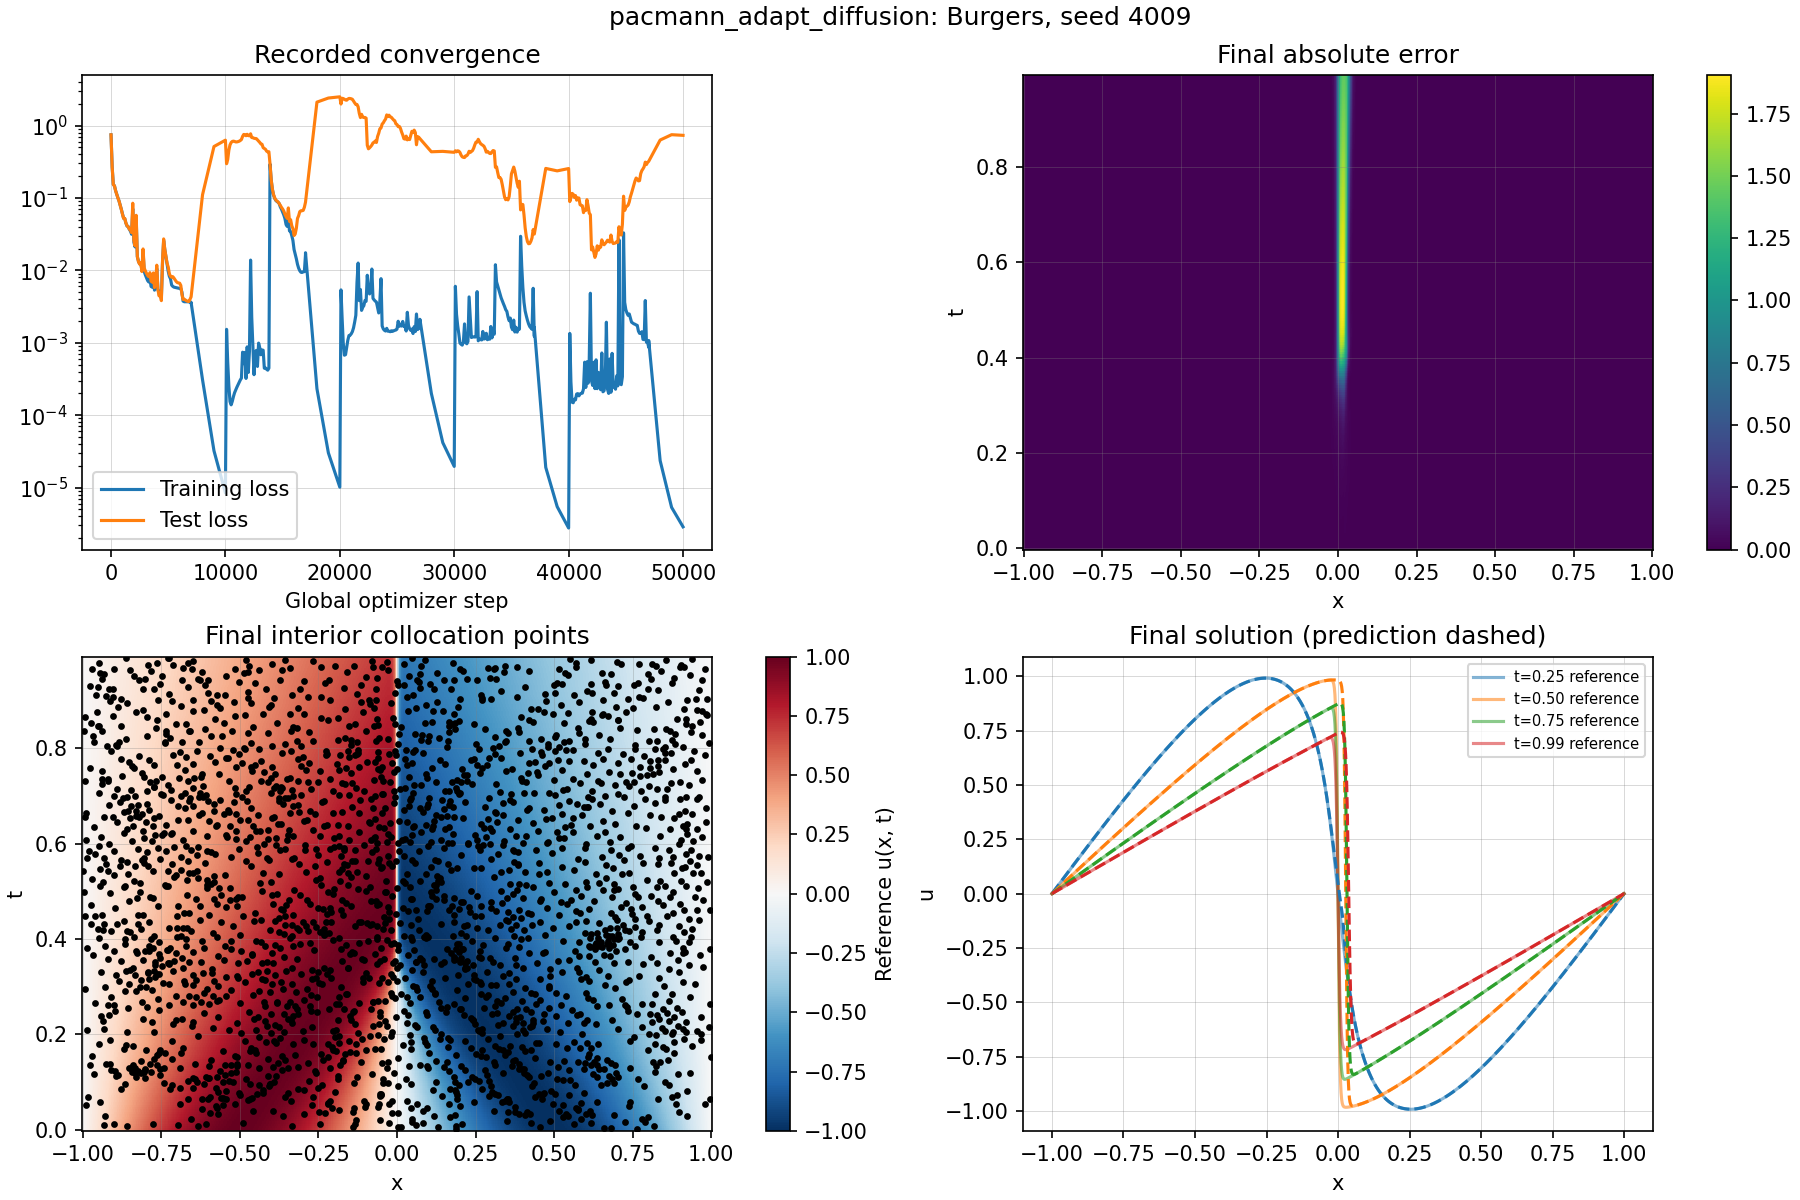 pacmann_adapt_diffusion: Burgers, seed 4009
Recorded convergence
10⁰
10⁻¹
10⁻²
10⁻³
10⁻⁴
10⁻⁵
Training loss
Test loss
0 10000 20000 30000 40000 50000
Global optimizer step
Final absolute error
t
0.8
0.6
0.4
0.2
0.0
−1.00 −0.75 −0.50 −0.25 0.00 0.25 0.50 0.75 1.00
x
1.75
1.50
1.25
1.00
0.75
0.50
0.25
0.00
Final interior collocation points
t
0.8
0.6
0.4
0.2
0.0
−1.00 −0.75 −0.50 −0.25 0.00 0.25 0.50 0.75 1.00
x
1.00
0.75
0.50
0.25
0.00
−0.25
−0.50
−0.75
−1.00
Reference u(x, t)
Final solution (prediction dashed)
u
1.00
0.75
0.50
0.25
0.00
−0.25
−0.50
−0.75
−1.00
t=0.25 reference
t=0.50 reference
t=0.75 reference
t=0.99 reference
−1.00 −0.75 −0.50 −0.25 0.00 0.25 0.50 0.75 1.00
x